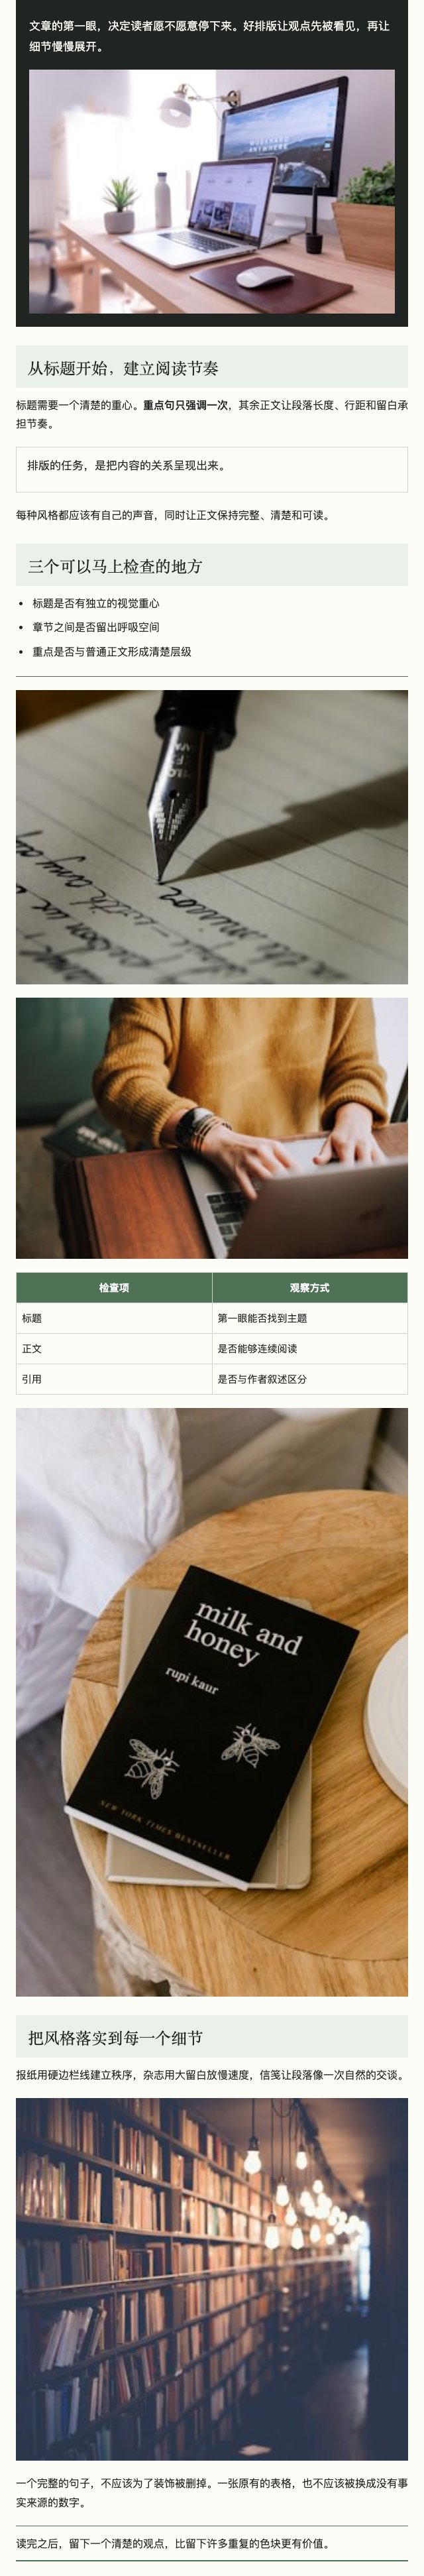 文章的第一眼，决定读者愿不愿意停下来。好排版让观点先被看见，再让
细节慢慢展开。
从标题开始，建立阅读节奏
标题需要一个清楚的重心。重点句只强调一次，其余正文让段落长度、行距和留白承
担节奏。
排版的任务，是把内容的关系呈现出来。
每种风格都应该有自己的声音，同时让正文保持完整、清楚和可读。
三个可以马上检查的地方
• 标题是否有独立的视觉重心
• 章节之间是否留出呼吸空间
• 重点是否与普通正文形成清楚层级
检查项 观察方式
标题 第一眼能否找到主题
正文 是否能够连续阅读
引用 是否与作者叙述区分
milk and
honey
rupi kaur
NEW YORK TIMES BESTSELLER
把风格落实到每一个细节
报纸用硬边栏线建立秩序，杂志用大留白放慢速度，信笺让段落像一次自然的交谈。
一个完整的句子，不应该为了装饰被删掉。一张原有的表格，也不应该被换成没有事
实来源的数字。
读完之后，留下一个清楚的观点，比留下许多重复的色块更有价值。